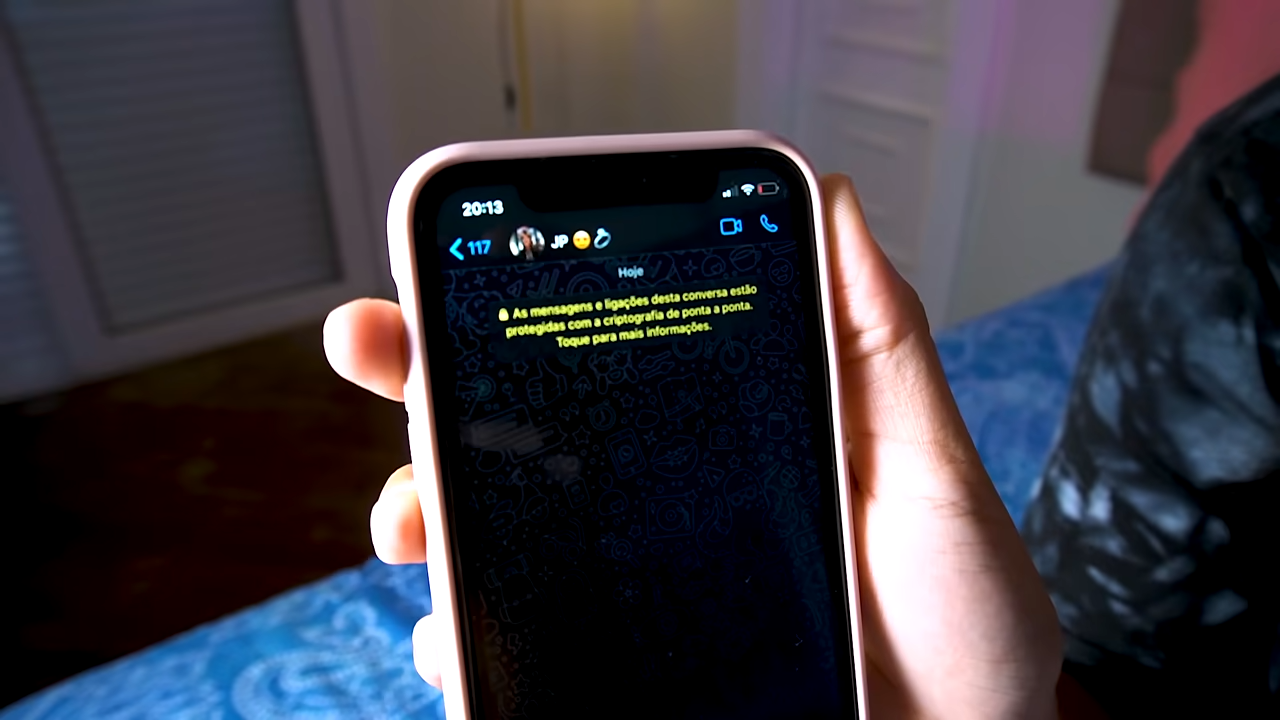 20:13
117 JP
Hoje
As mensagens e ligações desta conversa estão
protegidas com a criptografia de ponta a ponta.
Toque para mais informações.